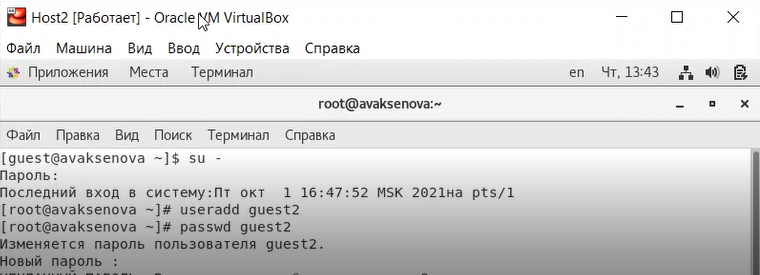 Host2 [Работает] - Oracle VM VirtualBox
Файл Машина Вид Ввод Устройства Справка
Приложения Места Терминал en Чт, 13:43
root@avaksenova:~
Файл Правка Вид Поиск Терминал Справка
[guest@avaksenova ~]$ su -
Пароль:
Последний вход в систему:Пт окт  1 16:47:52 MSK 2021на pts/1
[root@avaksenova ~]# useradd guest2
[root@avaksenova ~]# passwd guest2
Изменяется пароль пользователя guest2.
Новый пароль :